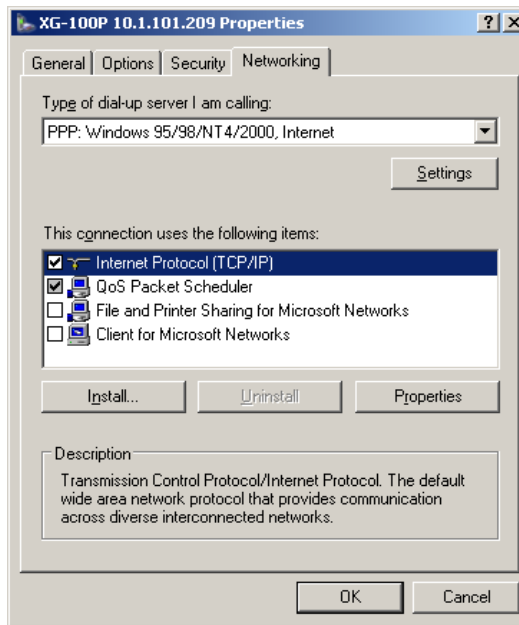 XG-100P 10.1.101.209 Properties
General Options Security Networking
Type of dial-up server I am calling:
PPP: Windows 95/98/NT4/2000, Internet
Settings
This connection uses the following items:
Internet Protocol (TCP/IP)
QoS Packet Scheduler
File and Printer Sharing for Microsoft Networks
Client for Microsoft Networks
Install... Uninstall Properties
Description
Transmission Control Protocol/Internet Protocol. The default
wide area network protocol that provides communication
across diverse interconnected networks.
OK Cancel